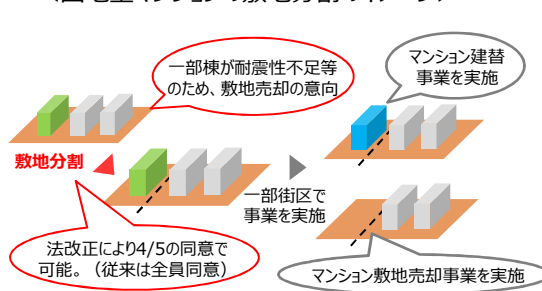 一部棟が耐震性不足等
のため、敷地売却の意向
マンション建替
事業を実施
敷地分割
一部街区で
事業を実施
法改正により4/5の同意で
可能。（従来は全員同意）
マンション敷地売却事業を実施